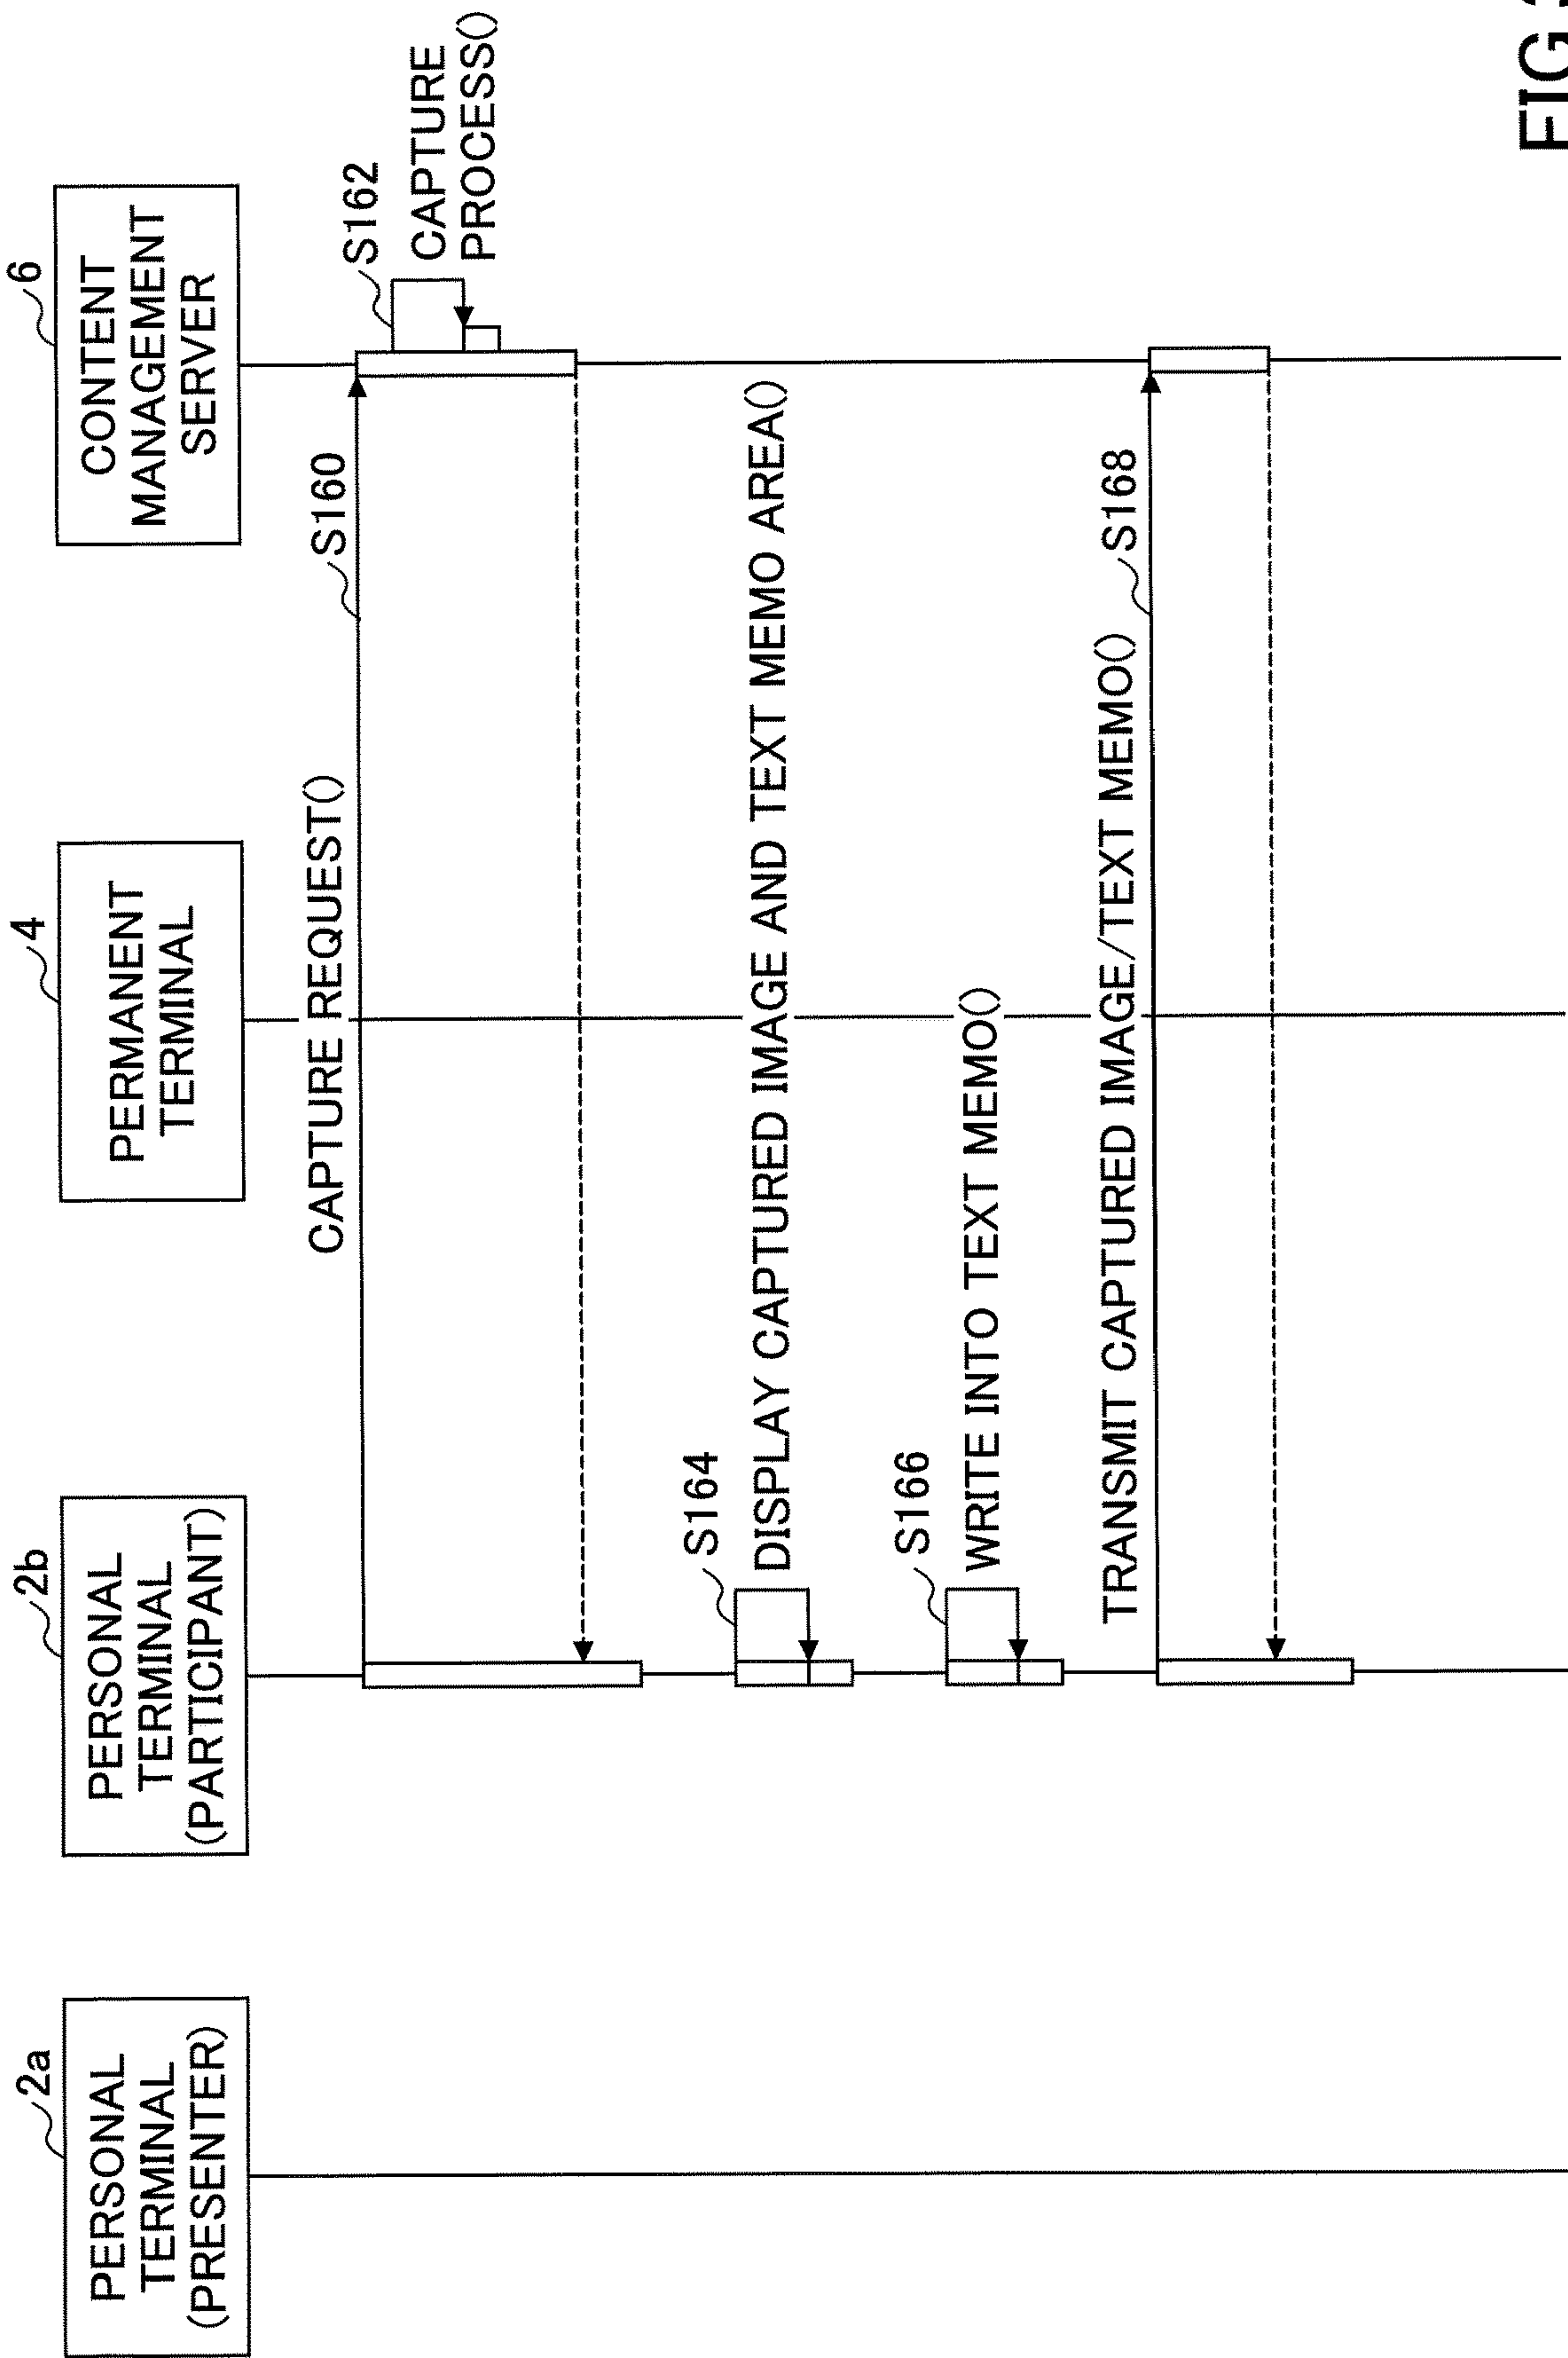 2a
PERSONAL
TERMINAL
(PRESENTER)
2b
PERSONAL
TERMINAL
(PARTICIPANT)
4
PERMANENT
TERMINAL
6
CONTENT
MANAGEMENT
SERVER
CAPTURE REQUEST()
S160
S162
CAPTURE
PROCESS()
S164
DISPLAY CAPTURED IMAGE AND TEXT MEMO AREA()
S166
WRITE INTO TEXT MEMO()
TRANSMIT CAPTURED IMAGE/TEXT MEMO()
S168
FIG